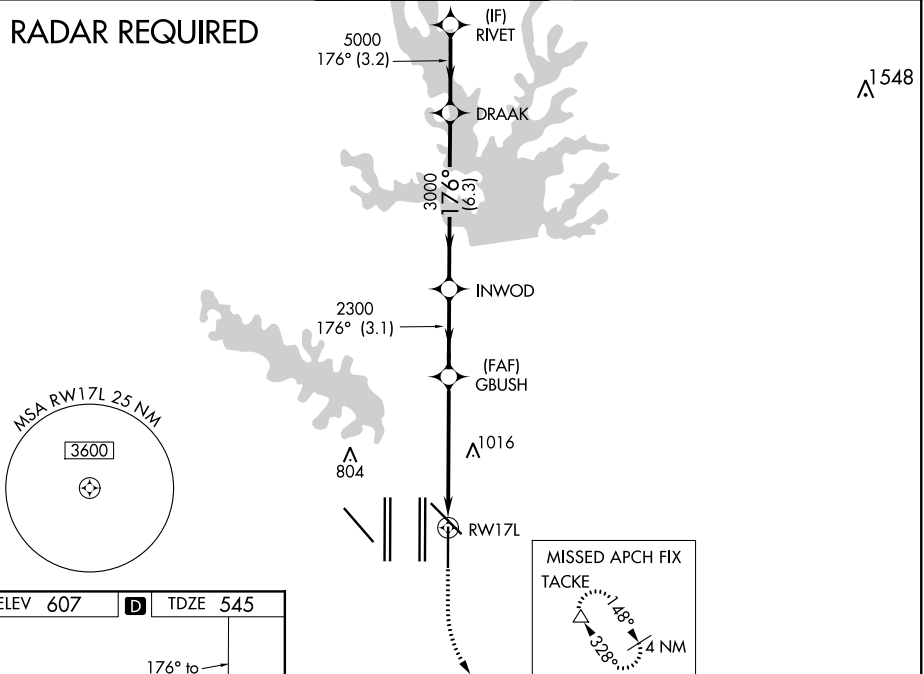 RADAR REQUIRED
(IF)
RIVET
5000
176° (3.2)
1548
DRAAK
3000
176°
(6.3)
INWOD
2300
176° (3.1)
(FAF)
GBUSH
MSA RW17L 25 NM
3600
1016
804
RW17L
MISSED APCH FIX
TACKE
148°
328°
4 NM
ELEV 607
D
TDZE 545
176° to